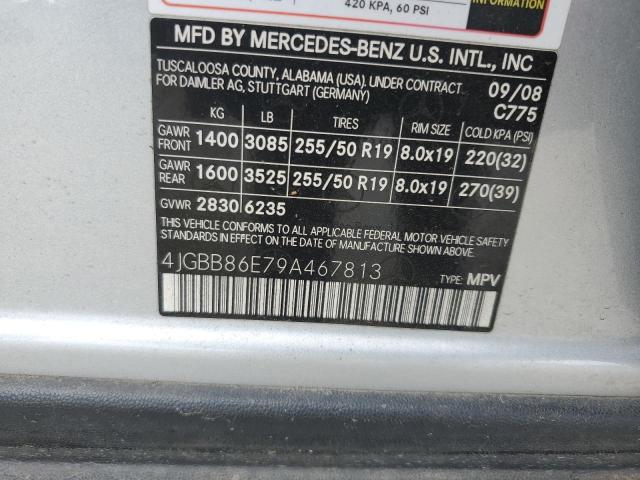 420 KPA, 60 PSI
INFORMATION
MFD BY MERCEDES-BENZ U.S. INTL., INC
TUSCALOOSA COUNTY, ALABAMA (USA), UNDER CONTRACT
FOR DAIMLER AG, STUTTGART (GERMANY)
09/08
C775
KG LB TIRES RIM SIZE COLD KPA (PSI)
GAWR FRONT 1400 3085 255/50 R19 8.0x19 220(32)
GAWR REAR 1600 3525 255/50 R19 8.0x19 270(39)
GVWR 2830 6235
THIS VEHICLE CONFORMS TO ALL APPLICABLE FEDERAL MOTOR VEHICLE SAFETY
STANDARDS IN EFFECT ON THE DATE OF MANUFACTURE SHOWN ABOVE.
4JGBB86E79A467813
TYPE: MPV